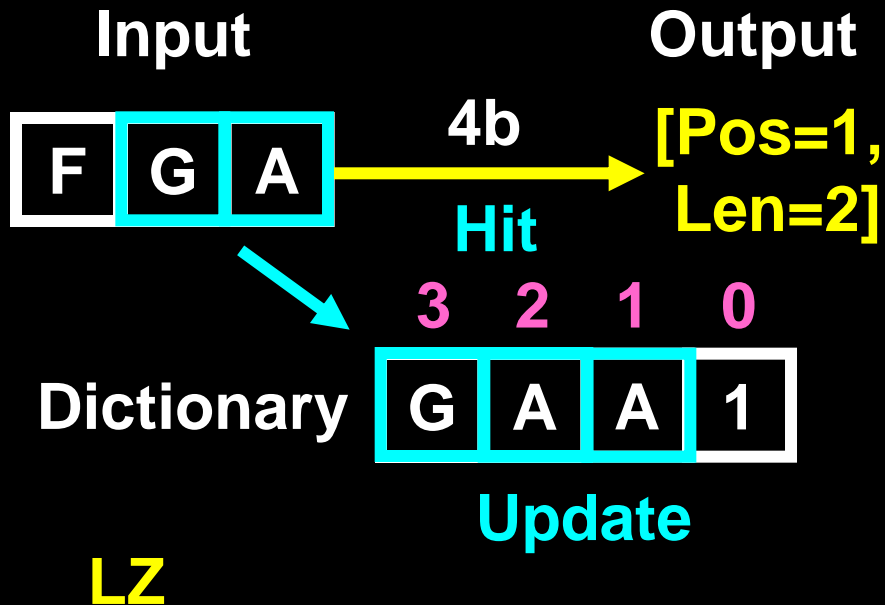 Input Output
F G A 4b [Pos=1,
Len=2]
Hit
3 2 1 0
Dictionary G A A 1
Update
LZ